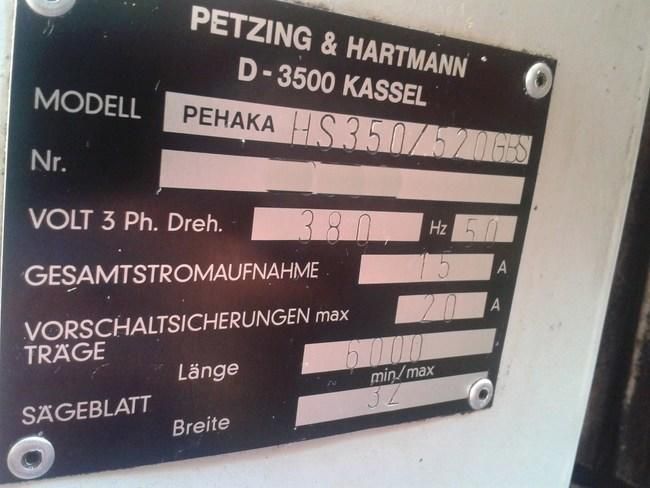 PETZING & HARTMANN
D-3500 KASSEL
MODELL PEHAKA HS350/520GBS
Nr.
VOLT 3 Ph. Dreh. 380 Hz 50
GESAMTSTROMAUFNAHME 15 A
VORSCHALTSICHERUNGEN max 20 A
TRÄGE
Länge 6000
min/max
SÄGEBLATT
Breite 32